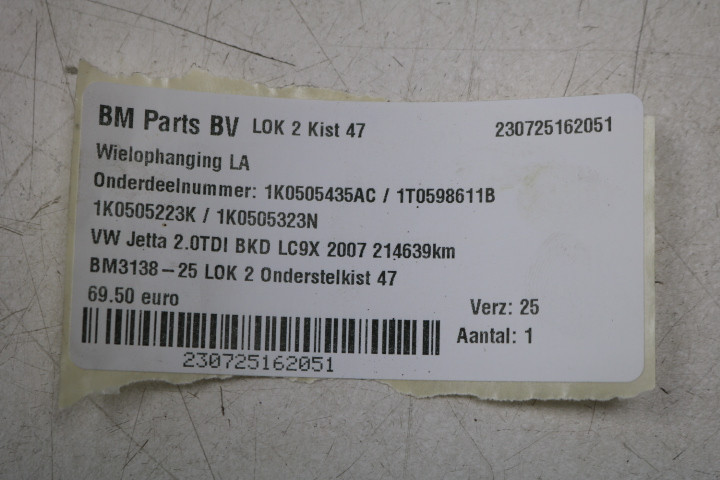 BM Parts BV LOK 2 Kist 47 230725162051
Wielophanging LA
Onderdeelnummer: 1K0505435AC / 1T0598611B
1K0505223K / 1K0505323N
VW Jetta 2.0TDI BKD LC9X 2007 214639km
BM3138-25 LOK 2 Onderstelkist 47
69.50 euro Verz: 25
Aantal: 1
230725162051